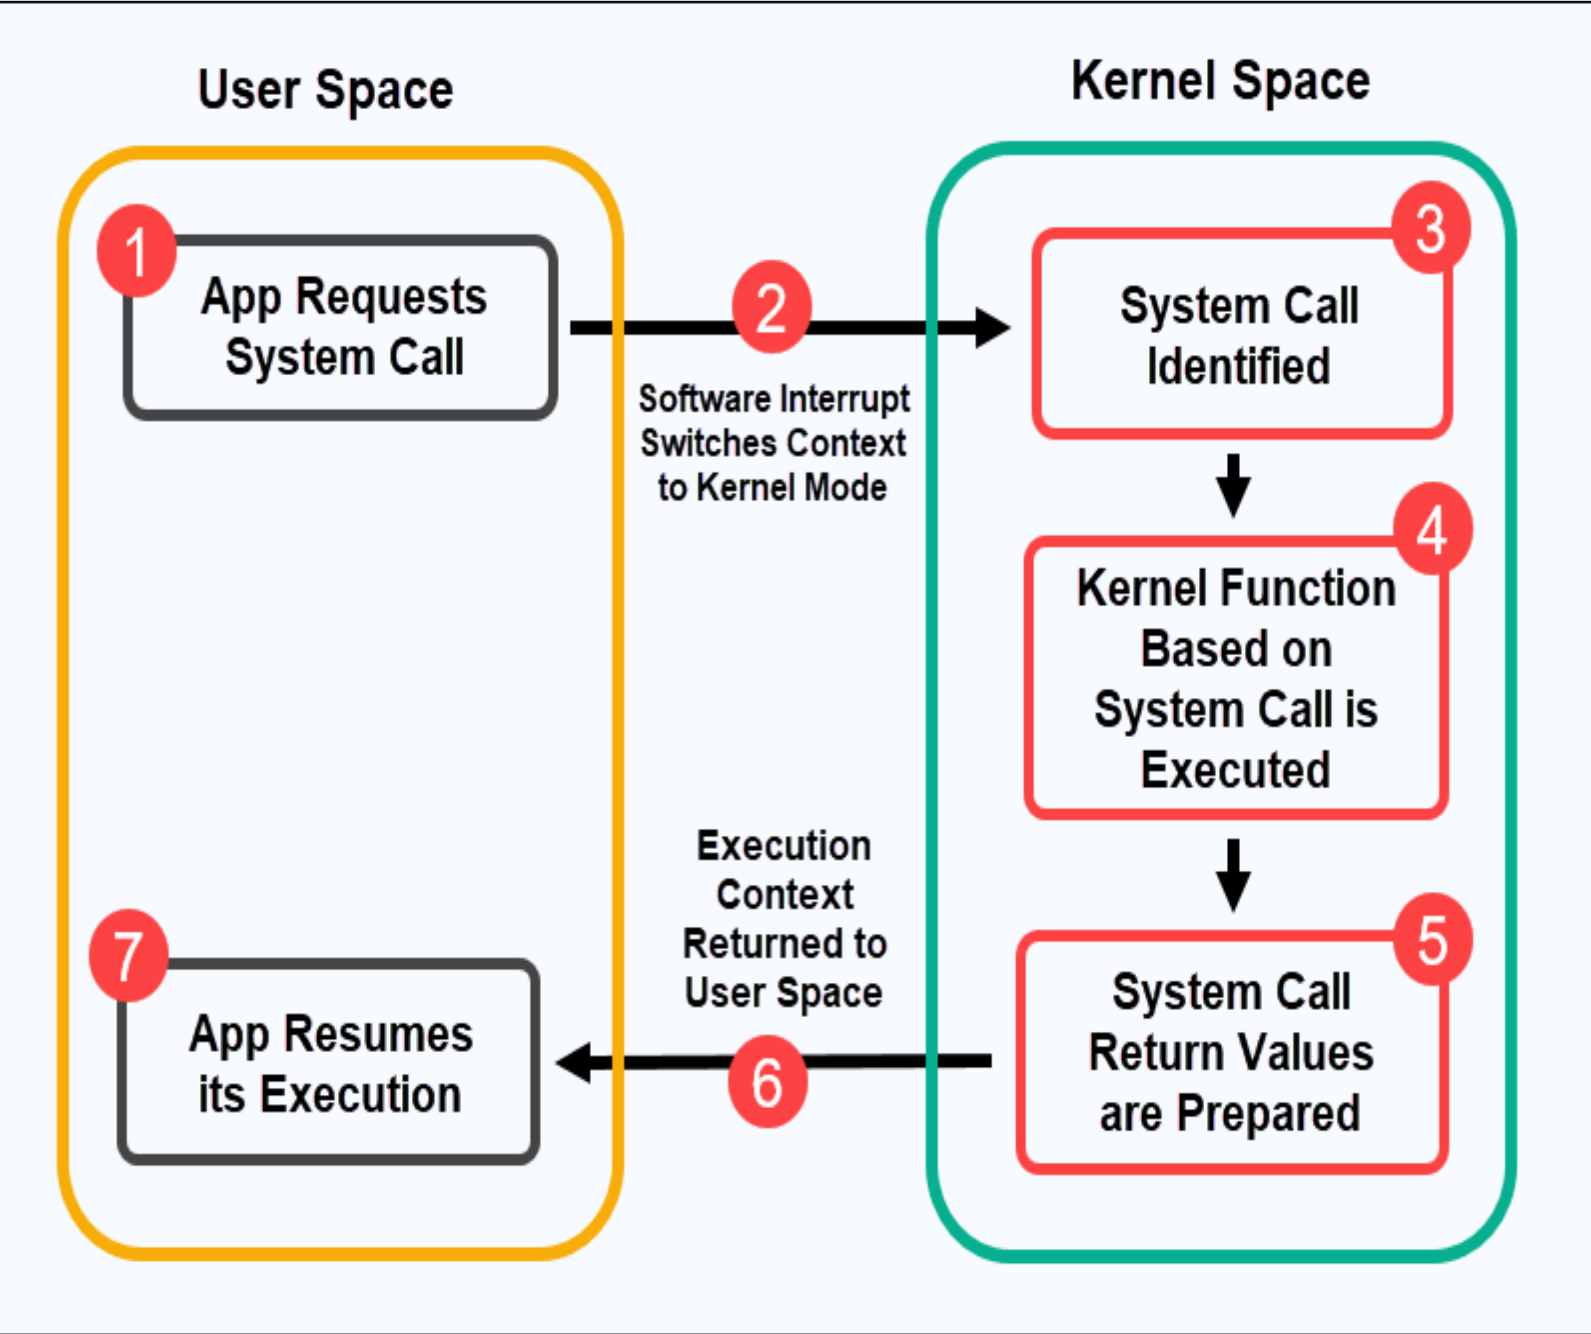 User Space
Kernel Space
1
App Requests
System Call
2
Software Interrupt
Switches Context
to Kernel Mode
3
System Call
Identified
4
Kernel Function
Based on
System Call is
Executed
5
System Call
Return Values
are Prepared
Execution
Context
Returned to
User Space
6
7
App Resumes
its Execution